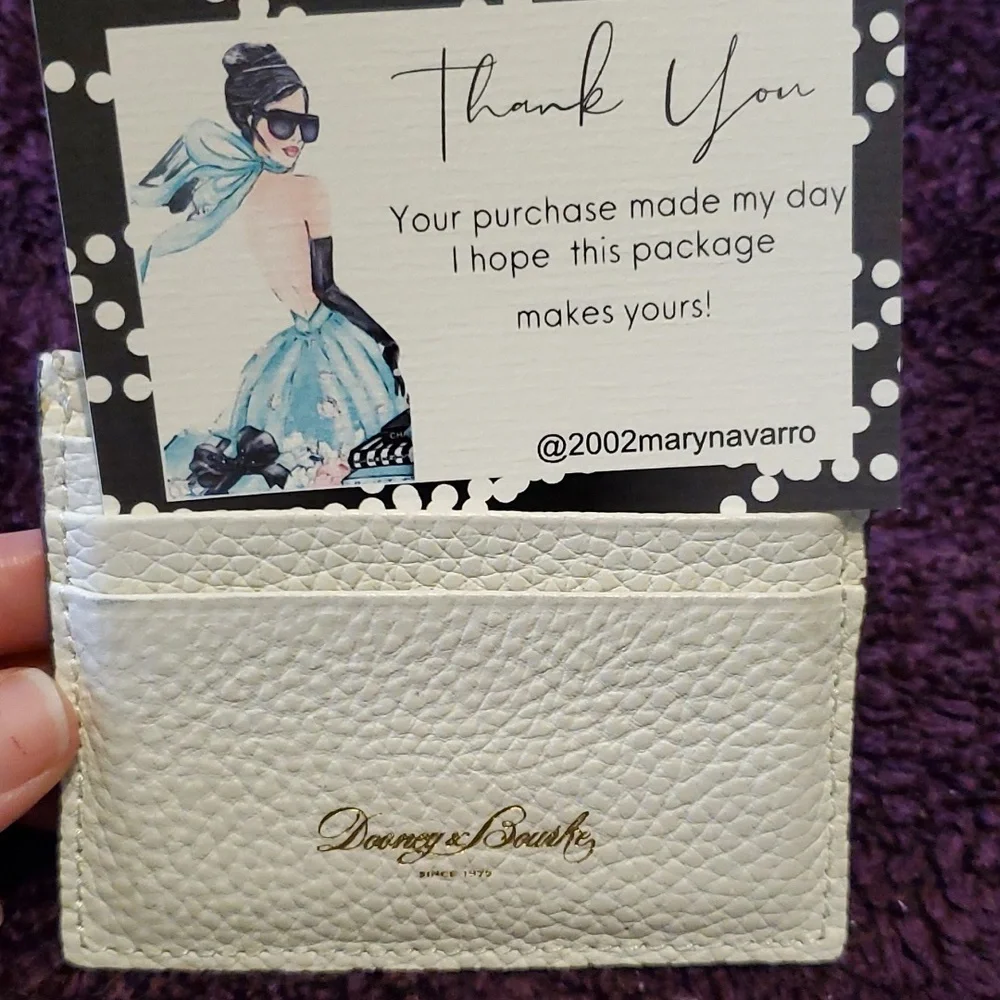 Thank You
Your purchase made my day
I hope this package
makes yours!
@2002marynavarro
Dooney & Bourke
SINCE 1975